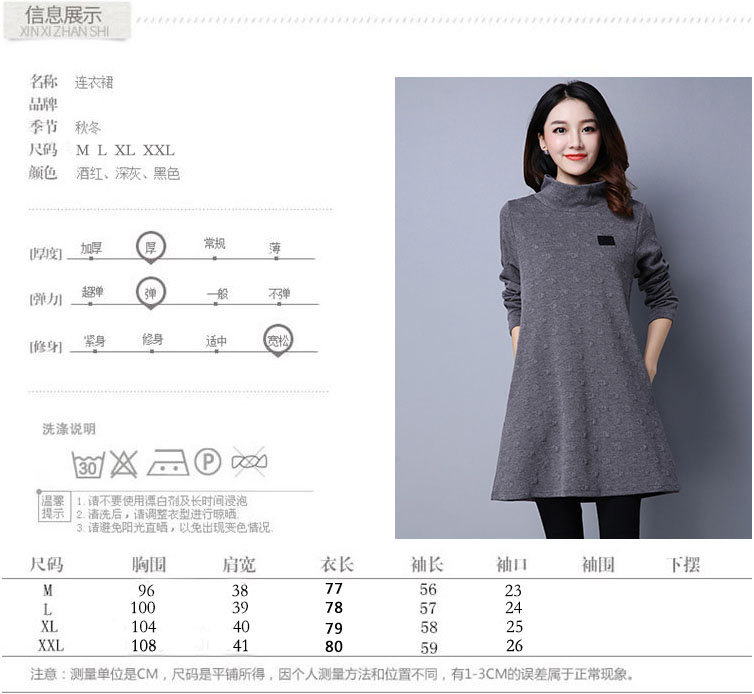 信息展示
XIN XI ZHAN SHI
名称 连衣裙
品牌
季节 秋冬
尺码 M L XL XXL
颜色 酒红、深灰、黑色
[厚度] 加厚 厚 常规 薄
[弹力] 超弹 弹 一般 不弹
[修身] 紧身 修身 适中 宽松
洗涤说明
30 P
温馨提示
1.请不要使用漂白剂及长时间浸泡
2.请洗后，请调整衣型进行晾晒.
3.请避免阳光直晒，以免出现变色情况.
尺码 胸围 肩宽 衣长 袖长 袖口 袖围 下摆
M 96 38 77 56 23
L 100 39 78 57 24
XL 104 40 79 58 25
XXL 108 41 80 59 26
注意：测量单位是CM，尺码是平铺所得，因个人测量方法和位置不同，有1-3CM的误差属于正常现象。